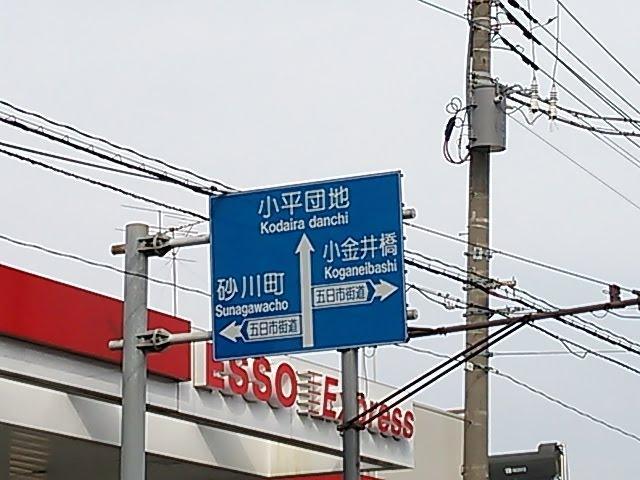 小平団地
Kodaira danchi
小金井橋
Koganeibashi
五日市街道
砂川町
Sunagawacho
五日市街道
ESSO Express